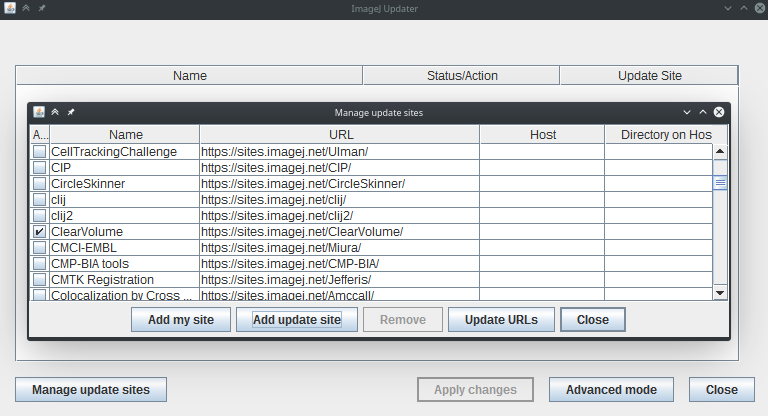 ImageJ Updater
Name Status/Action Update Site
Manage update sites
A... Name URL Host Directory on Hos
CellTrackingChallenge https://sites.imagej.net/Ulman/
CIP https://sites.imagej.net/CIP/
CircleSkinner https://sites.imagej.net/CircleSkinner/
clij https://sites.imagej.net/clij/
clij2 https://sites.imagej.net/clij2/
ClearVolume https://sites.imagej.net/ClearVolume/
CMCI-EMBL https://sites.imagej.net/Miura/
CMP-BIA tools https://sites.imagej.net/CMP-BIA/
CMTK Registration https://sites.imagej.net/Jefferis/
Colocalization by Cross ... https://sites.imagej.net/Amccall/
Add my site Add update site Remove Update URLs Close
Manage update sites Apply changes Advanced mode Close